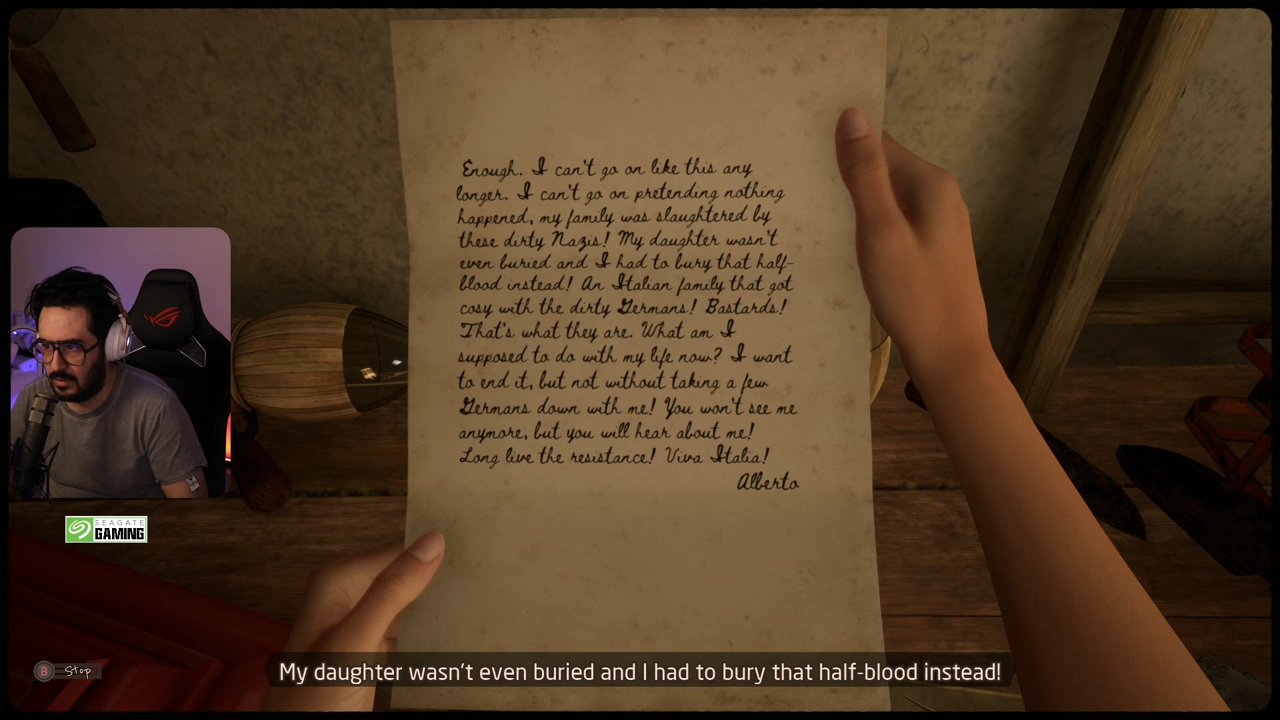 Enough. I can't go on like this any
longer. I can't go on pretending nothing
happened, my family was slaughtered by
these dirty Nazis! My daughter wasn't
even buried and I had to bury that half-
blood instead! An Italian family that got
cosy with the dirty Germans! Bastards!
That's what they are. What am I
supposed to do with my life now? I want
to end it, but not without taking a few
Germans down with me! You won't see me
anymore, but you will hear about me!
Long live the resistance! Viva Italia!
Alberto
SEAGATE
GAMING
B Stop
My daughter wasn't even buried and I had to bury that half-blood instead!